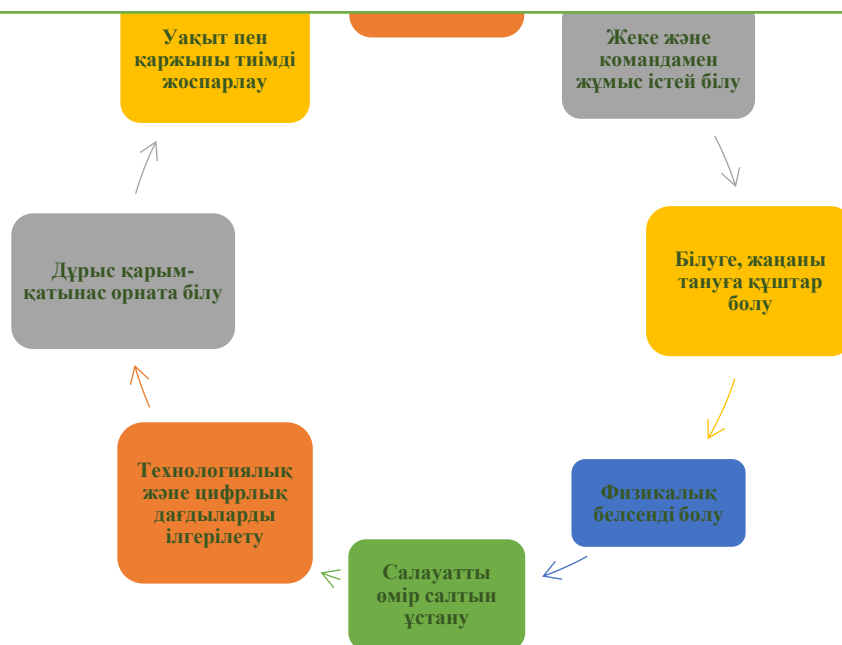 Уақыт пен
қаржыны тиімді
жоспарлау
Жеке және
командамен
жұмыс істей білу
Білуге, жаңаны
тануға құштар
болу
Дұрыс қарым-
қатынас орната білу
Технологиялық
және цифрлық
дағдыларды
ілгерілету
Физикалық
белсенді болу
Салауатты
өмір салтын
ұстану